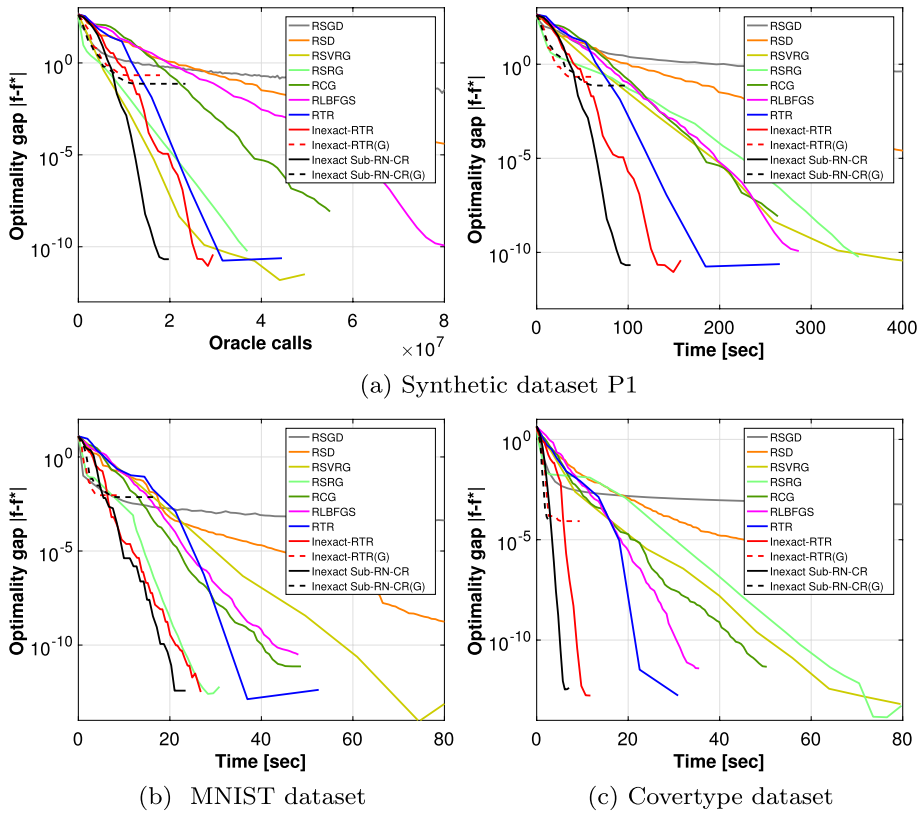 Optimality gap |f-f*|
10^0
10^-5
10^-10
0
2
4
6
8
Oracle calls
×10^7
RSGD
RSD
RSVRG
RSRG
RCG
RLBFGS
RTR
Inexact-RTR
Inexact-RTR(G)
Inexact Sub-RN-CR
Inexact Sub-RN-CR(G)
Optimality gap |f-f*|
10^0
10^-5
10^-10
0
100
200
300
400
Time [sec]
RSGD
RSD
RSVRG
RSRG
RCG
RLBFGS
RTR
Inexact-RTR
Inexact-RTR(G)
Inexact Sub-RN-CR
Inexact Sub-RN-CR(G)
(a) Synthetic dataset P1
Optimality gap |f-f*|
10^0
10^-5
10^-10
0
20
40
60
80
Time [sec]
RSGD
RSD
RSVRG
RSRG
RCG
RLBFGS
RTR
Inexact-RTR
Inexact-RTR(G)
Inexact Sub-RN-CR
Inexact Sub-RN-CR(G)
(b) MNIST dataset
Optimality gap |f-f*|
10^0
10^-5
10^-10
0
20
40
60
80
Time [sec]
RSGD
RSD
RSVRG
RSRG
RCG
RLBFGS
RTR
Inexact-RTR
Inexact-RTR(G)
Inexact Sub-RN-CR
Inexact Sub-RN-CR(G)
(c) Covertype dataset